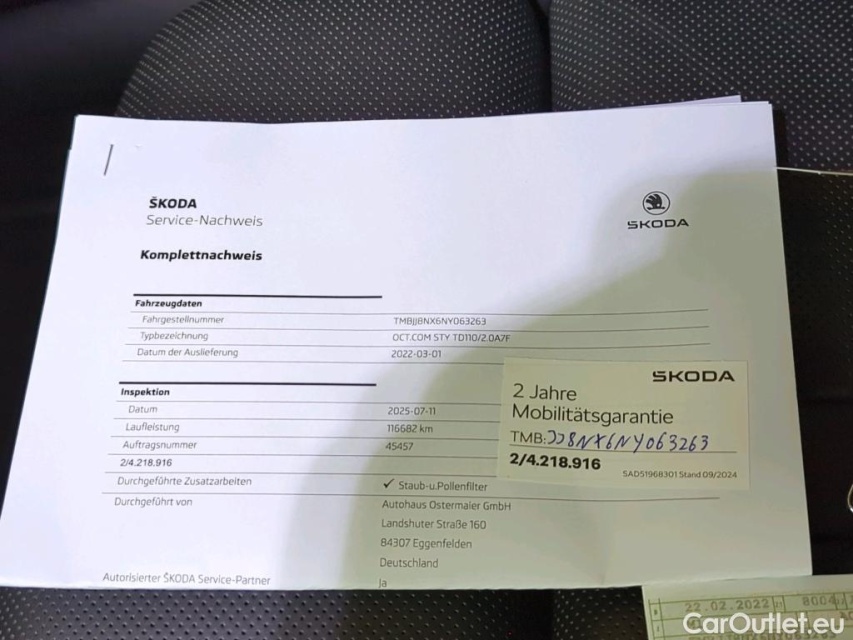 ŠKODA
Service-Nachweis
ŠKODA
Komplettnachweis
Fahrzeugdaten
Fahrgestellnummer TMBJJ8NX6NY063263
Typbezeichnung OCT.COM STY TD110/2.0A7F
Datum der Auslieferung 2022-03-01
Inspektion
Datum 2025-07-11
Laufleistung 116682 km
Auftragsnummer 45457
2/4.218.916
Durchgeführte Zusatzarbeiten ✓ Staub-u.Pollenfilter
Durchgeführt von Autohaus Ostermaier GmbH
Landshuter Straße 160
84307 Eggenfelden
Deutschland
Autorisierter ŠKODA Service-Partner Ja
ŠKODA
2 Jahre
Mobilitätsgarantie
TMB: JJ8NX6NY063263
2/4.218.916
SAD51968301 Stand 09/2024
22.02.2022
8004
CarOutlet.eu